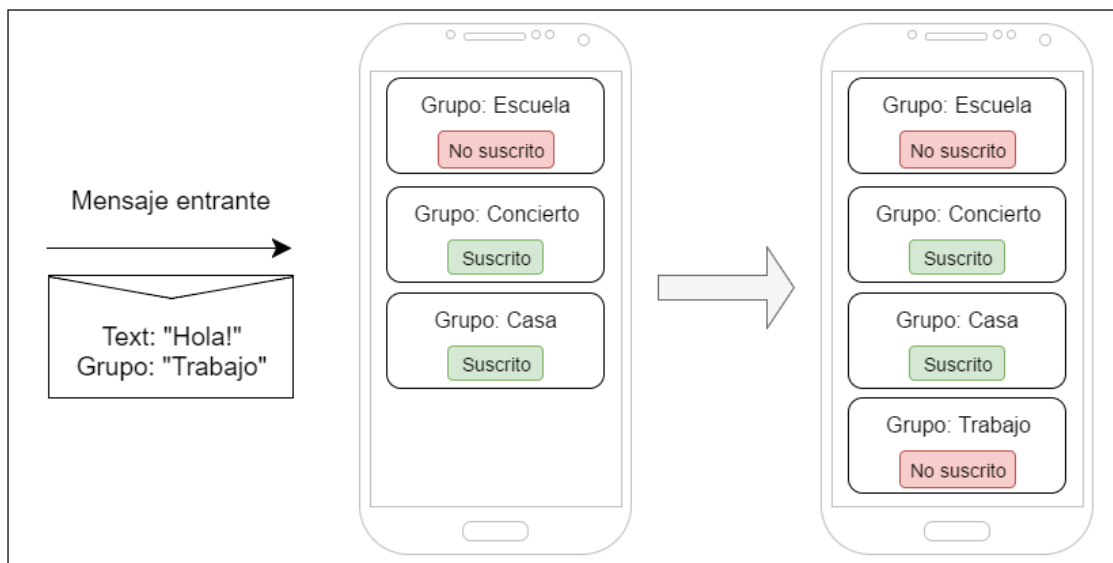 Mensaje entrante
Text: "Hola!"
Grupo: "Trabajo"
Grupo: Escuela
No suscrito
Grupo: Concierto
Suscrito
Grupo: Casa
Suscrito
Grupo: Escuela
No suscrito
Grupo: Concierto
Suscrito
Grupo: Casa
Suscrito
Grupo: Trabajo
No suscrito